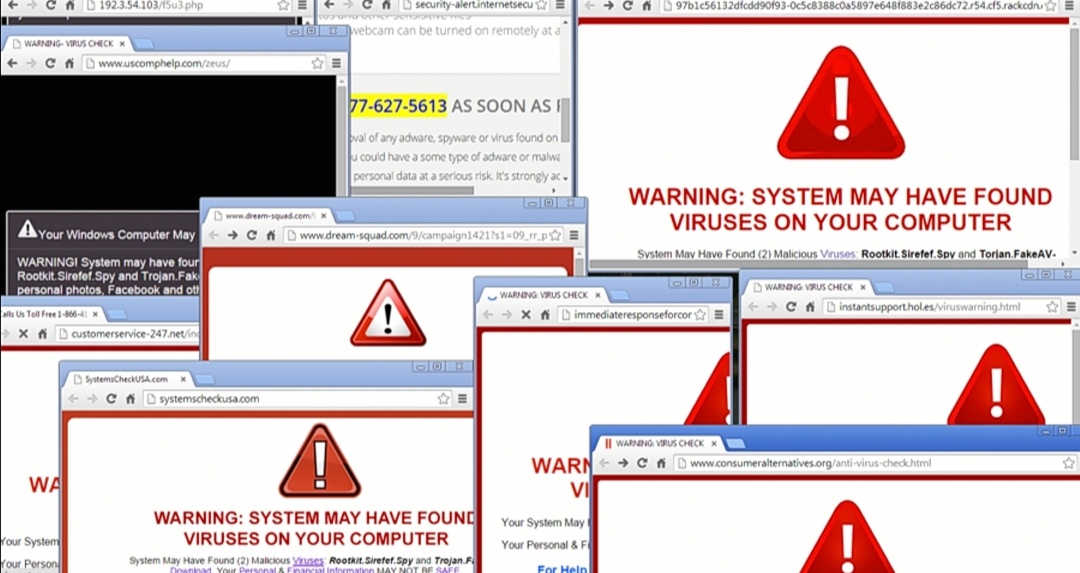 192.3.54.103/f5u3.php
security-alert.internetsecu
97b1c56132dfcdd90f93-0c5c8388c0a5897e648f883e2c86dc72.r54.cf5.rackcdn
webcam can be turned on remotely at a
WARNING- VIRUS CHECK
www.uscomphelp.com/zeus/
77-627-5613 AS SOON AS
oval of any adware, spyware or virus found on
u could have a some type of adware or malwa
personal data at a serious risk. It's strongly ac
WARNING: SYSTEM MAY HAVE FOUND
VIRUSES ON YOUR COMPUTER
System May Have Found (2) Malicious Viruses: Rootkit.Sirefef.Spy and Torjan.FakeAV-
Your Windows Computer May
WARNING! System may have four
Rootkit.Sirefef.Spy and Trojan.Fak
personal photos, Facebook and oth
www.dream-squad.com/
www.dream-squad.com/9/campaign1421?s1=09_rr_p
alls Us Toll Free 1-866-4
customerservice-247.net/in
WARNING: VIRUS CHECK
immediateresponseforcor
WARNING: VIRUS CHECK
instantsupport.hol.es/viruswarning.html
SystemsCheckUSA.com
systemscheckusa.com
WARNING: VIRUS CHECK
www.consumeralternatives.org/anti-virus-check.html
WA
Your System
Your Person
WARNING: SYSTEM MAY HAVE FOUND
VIRUSES ON YOUR COMPUTER
System May Have Found (2) Malicious Viruses: Rootkit.Sirefef.Spy and Trojan.Fa
Download. Your Personal & Financial Information MAY NOT BE SAFE
WARN
VI
Your System May
Your Personal & Fi
For Help